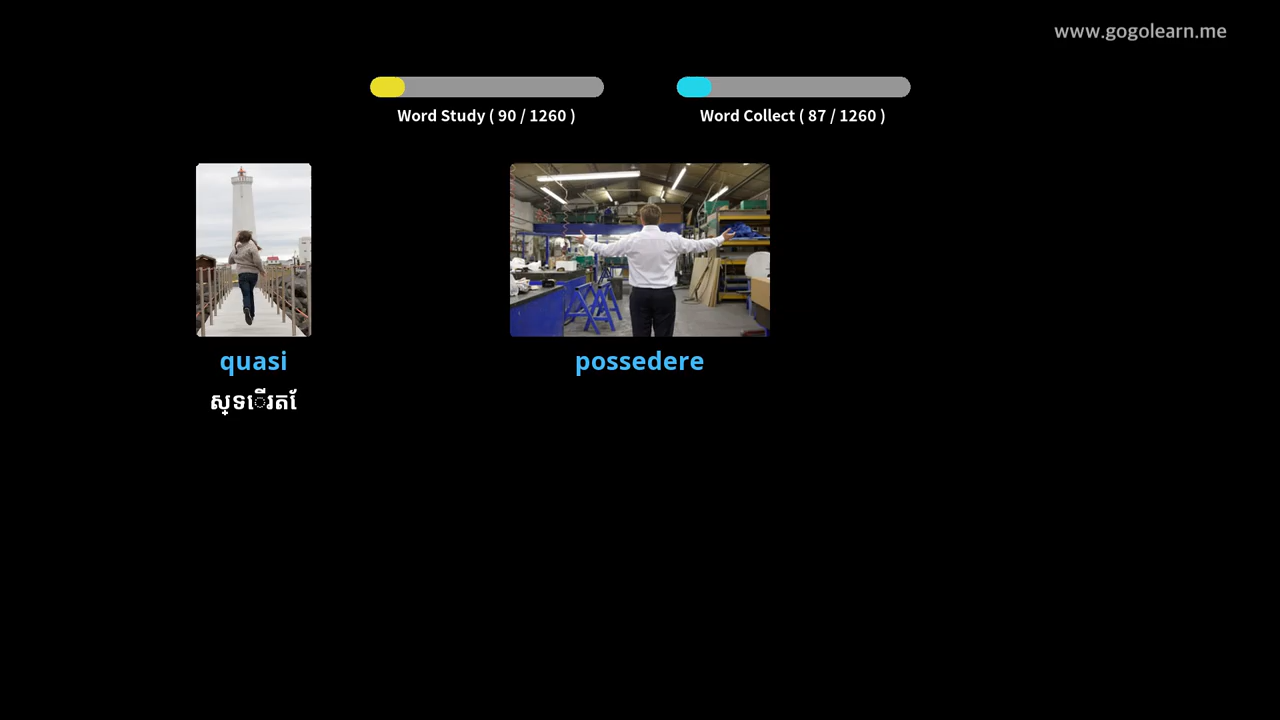 www.gogolearn.me
Word Study ( 90 / 1260 )
Word Collect ( 87 / 1260 )
quasi
possedere
ស្ទើរតែ